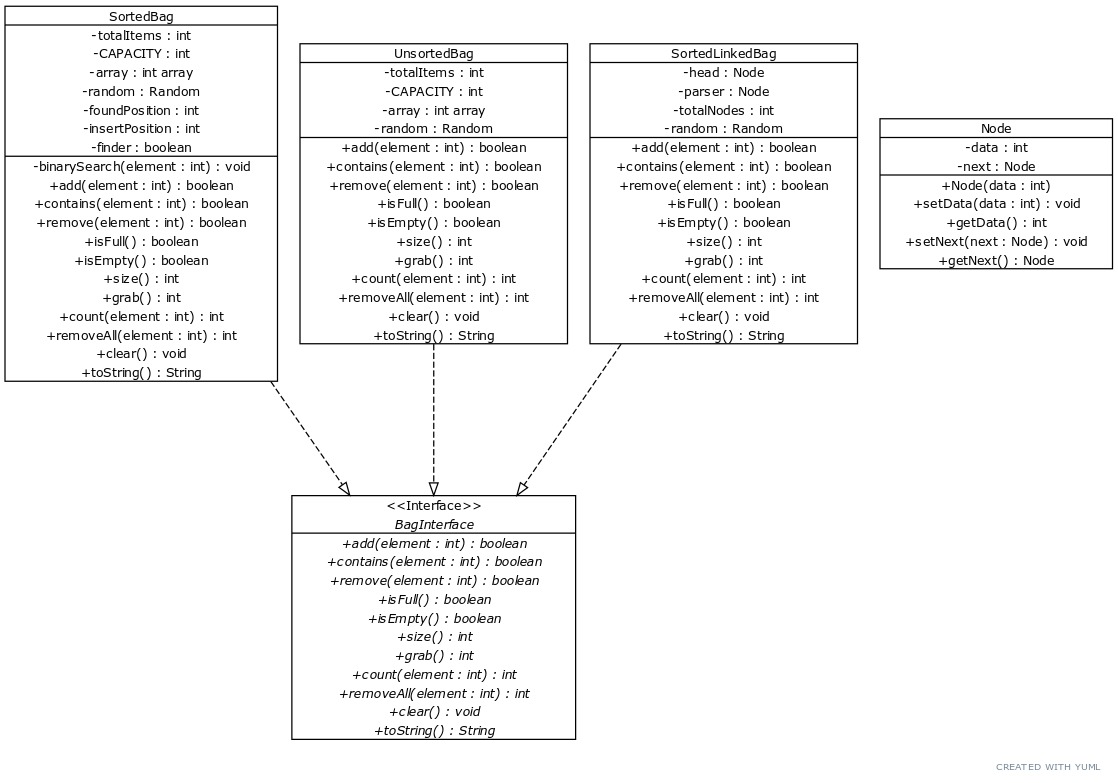 SortedBag
-totalItems : int
-CAPACITY : int
-array : int array
-random : Random
-foundPosition : int
-insertPosition : int
-finder : boolean
-binarySearch(element : int) : void
+add(element : int) : boolean
+contains(element : int) : boolean
+remove(element : int) : boolean
+isFull() : boolean
+isEmpty() : boolean
+size() : int
+grab() : int
+count(element : int) : int
+removeAll(element : int) : int
+clear() : void
+toString() : String
UnsortedBag
-totalItems : int
-CAPACITY : int
-array : int array
-random : Random
+add(element : int) : boolean
+contains(element : int) : boolean
+remove(element : int) : boolean
+isFull() : boolean
+isEmpty() : boolean
+size() : int
+grab() : int
+count(element : int) : int
+removeAll(element : int) : int
+clear() : void
+toString() : String
SortedLinkedBag
-head : Node
-parser : Node
-totalNodes : int
-random : Random
+add(element : int) : boolean
+contains(element : int) : boolean
+remove(element : int) : boolean
+isFull() : boolean
+isEmpty() : boolean
+size() : int
+grab() : int
+count(element : int) : int
+removeAll(element : int) : int
+clear() : void
+toString() : String
Node
-data : int
-next : Node
+Node(data : int)
+setData(data : int) : void
+getData() : int
+setNext(next : Node) : void
+getNext() : Node
<<Interface>>
BagInterface
+add(element : int) : boolean
+contains(element : int) : boolean
+remove(element : int) : boolean
+isFull() : boolean
+isEmpty() : boolean
+size() : int
+grab() : int
+count(element : int) : int
+removeAll(element : int) : int
+clear() : void
+toString() : String
CREATED WITH YUML